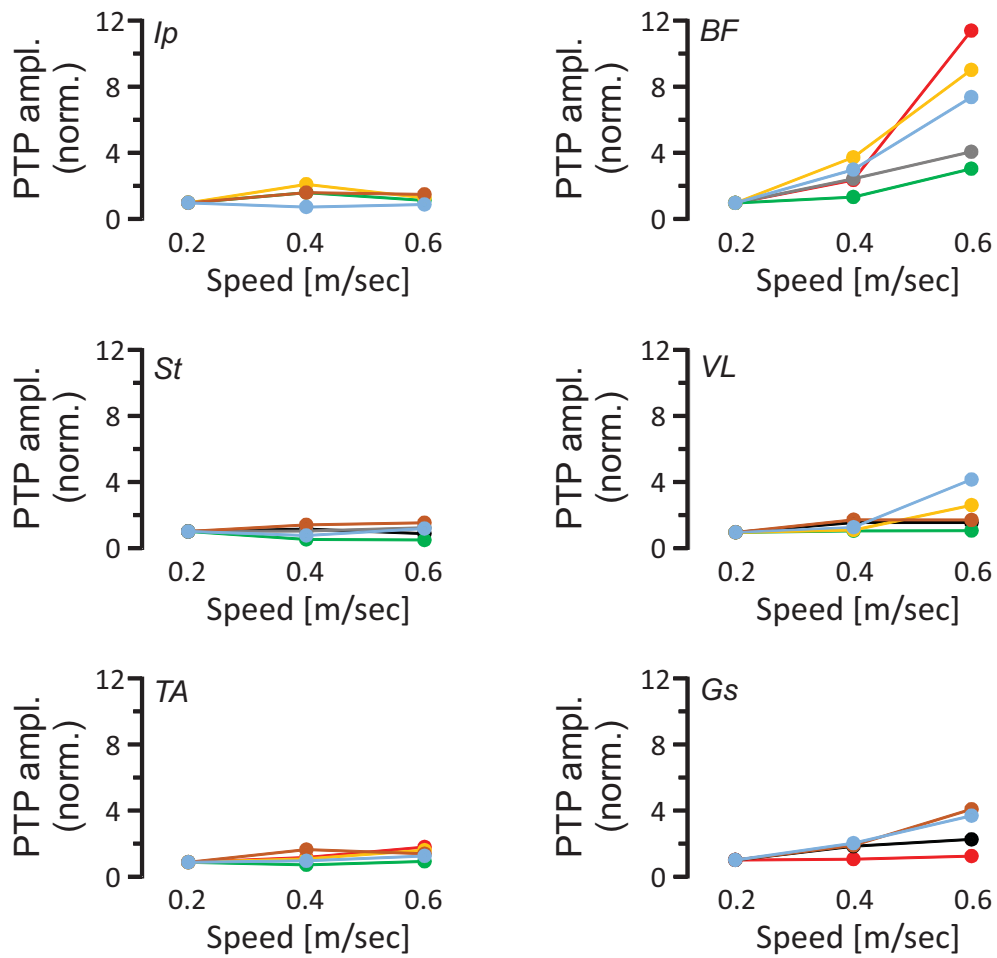 Ip
PTP ampl.
(norm.)
12
8
4
0
0.2 0.4 0.6
Speed [m/sec]
BF
PTP ampl.
(norm.)
12
8
4
0
0.2 0.4 0.6
Speed [m/sec]
St
PTP ampl.
(norm.)
12
8
4
0
0.2 0.4 0.6
Speed [m/sec]
VL
PTP ampl.
(norm.)
12
8
4
0
0.2 0.4 0.6
Speed [m/sec]
TA
PTP ampl.
(norm.)
12
8
4
0
0.2 0.4 0.6
Speed [m/sec]
Gs
PTP ampl.
(norm.)
12
8
4
0
0.2 0.4 0.6
Speed [m/sec]